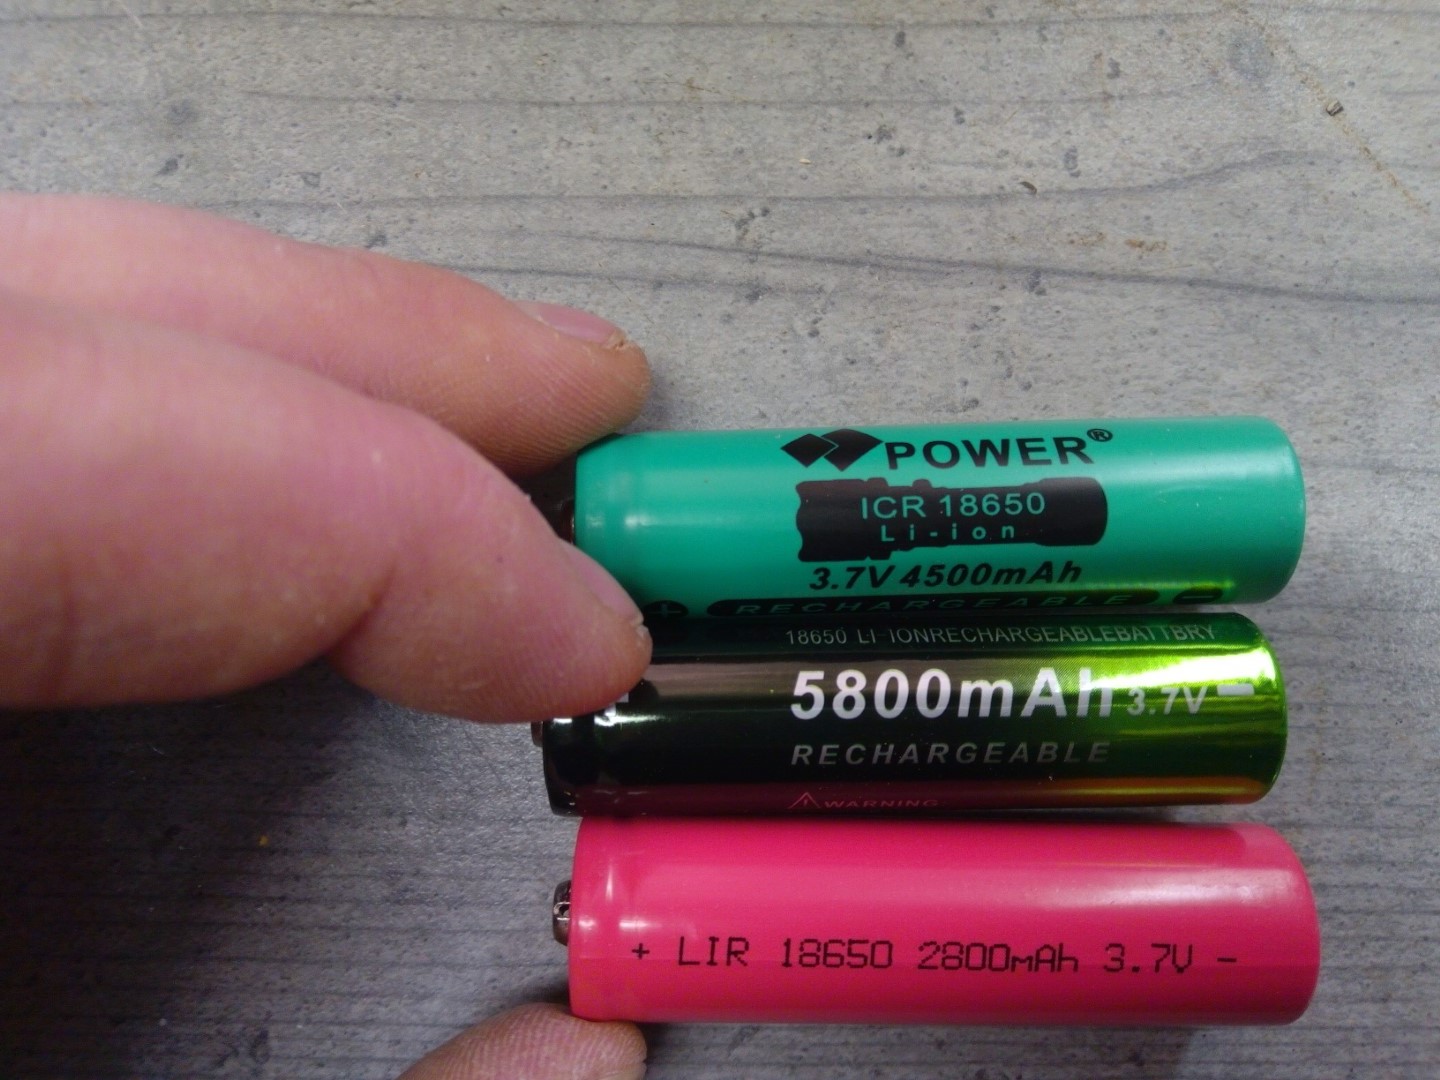 POWER®
ICR 18650
Li-ion
3.7V 4500mAh
+ RECHARGEABLE -
18650 LI-IONRECHARGEABLEBATTBRY
5800mAh 3.7V -
RECHARGEABLE
⚠WARNING
+ LIR 18650 2800mAh 3.7V -